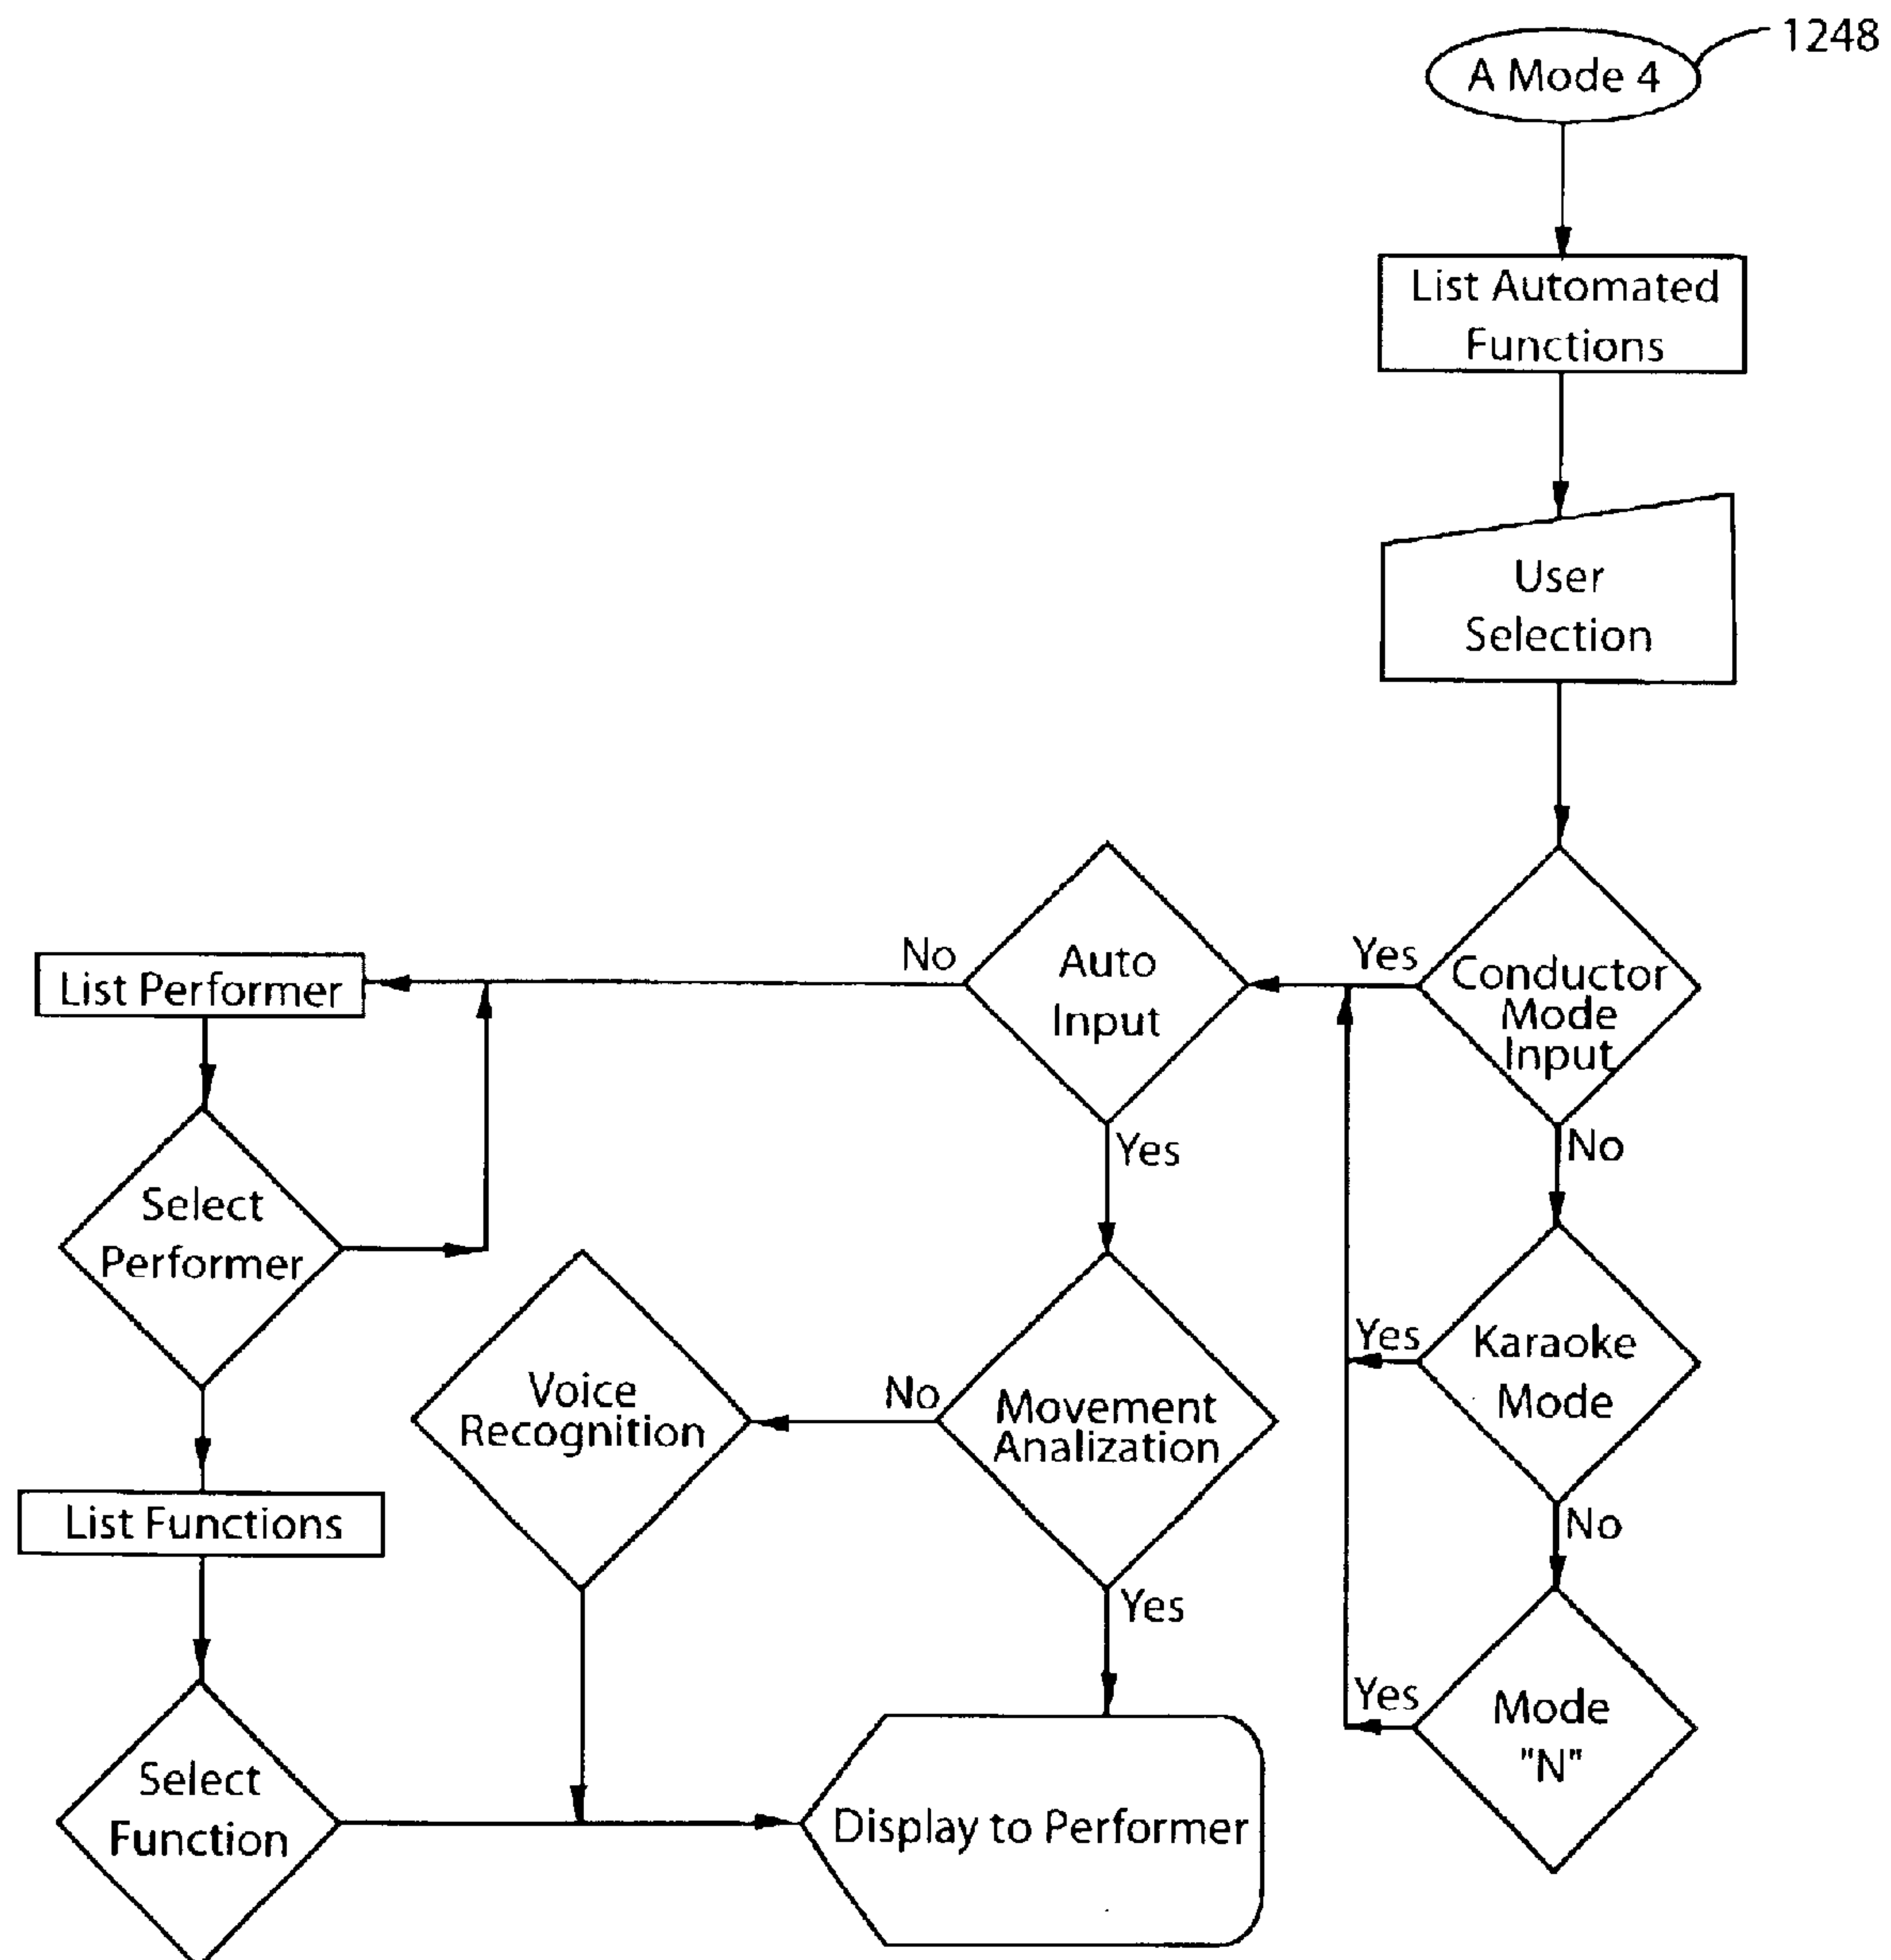 1248
A Mode 4
List Automated
Functions
User
Selection
Conductor
Mode
Input
Yes
No
Auto
Input
No
Yes
List Performer
Select
Performer
Karaoke
Mode
Yes
No
Movement
Analization
No
Yes
Voice
Recognition
List Functions
Mode
"N"
Yes
Select
Function
Display to Performer